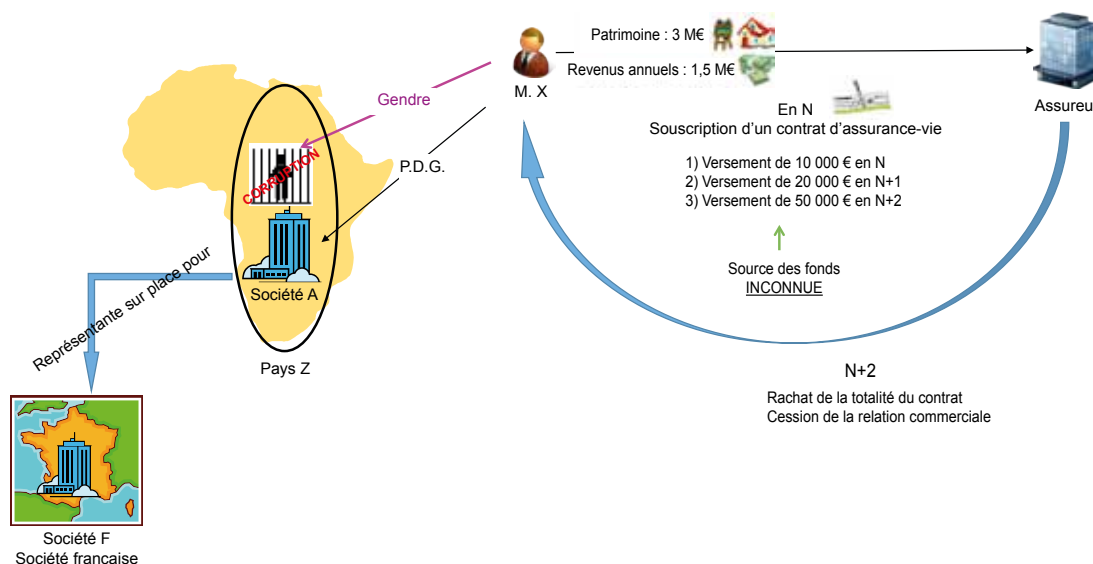 Patrimoine : 3 M€
Revenus annuels : 1,5 M€
M. X
Assureur
Gendre
En N
Souscription d’un contrat d’assurance-vie
P.D.G.
1) Versement de 10 000 € en N
2) Versement de 20 000 € en N+1
3) Versement de 50 000 € en N+2
CORRUPTION
Source des fonds
INCONNUE
Société A
Représentante sur place pour
Pays Z
N+2
Rachat de la totalité du contrat
Cession de la relation commerciale
Société F
Société française